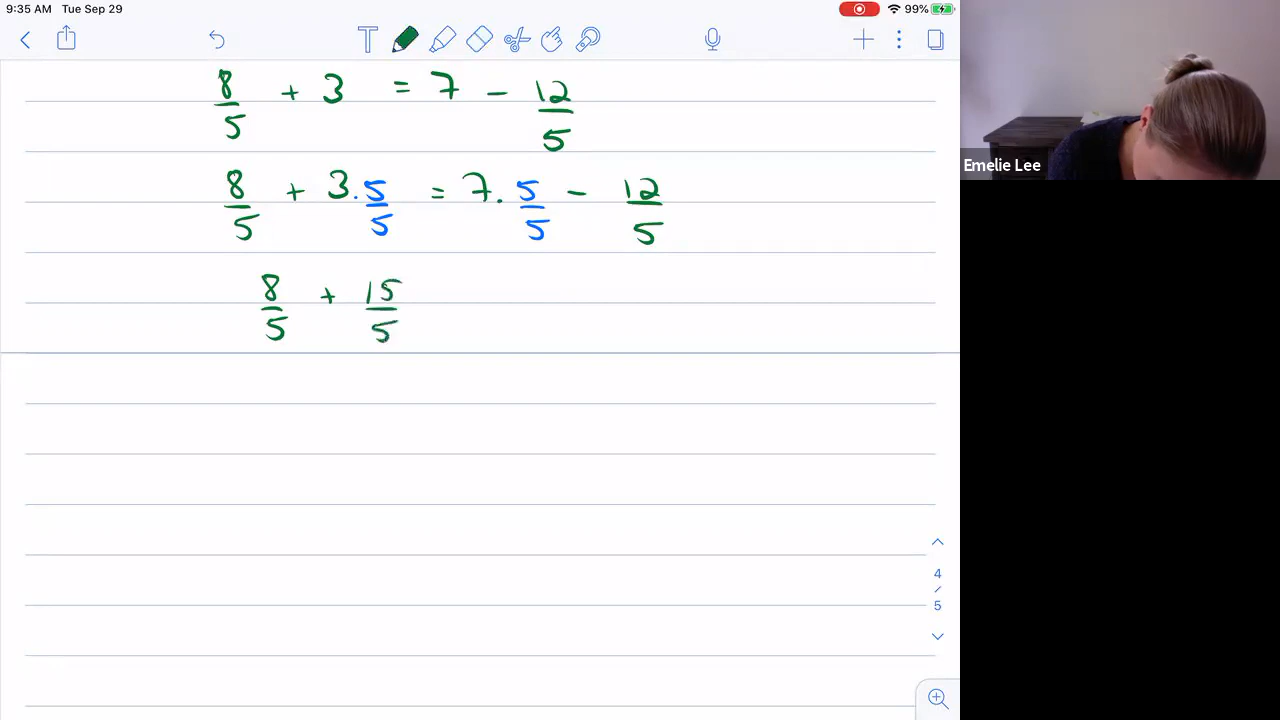 9:35 AM Tue Sep 29 99%
T
8/5 + 3 = 7 - 12/5
8/5 + 3 · 5/5 = 7 · 5/5 - 12/5
8/5 + 15/5
Emelie Lee
4
/
5